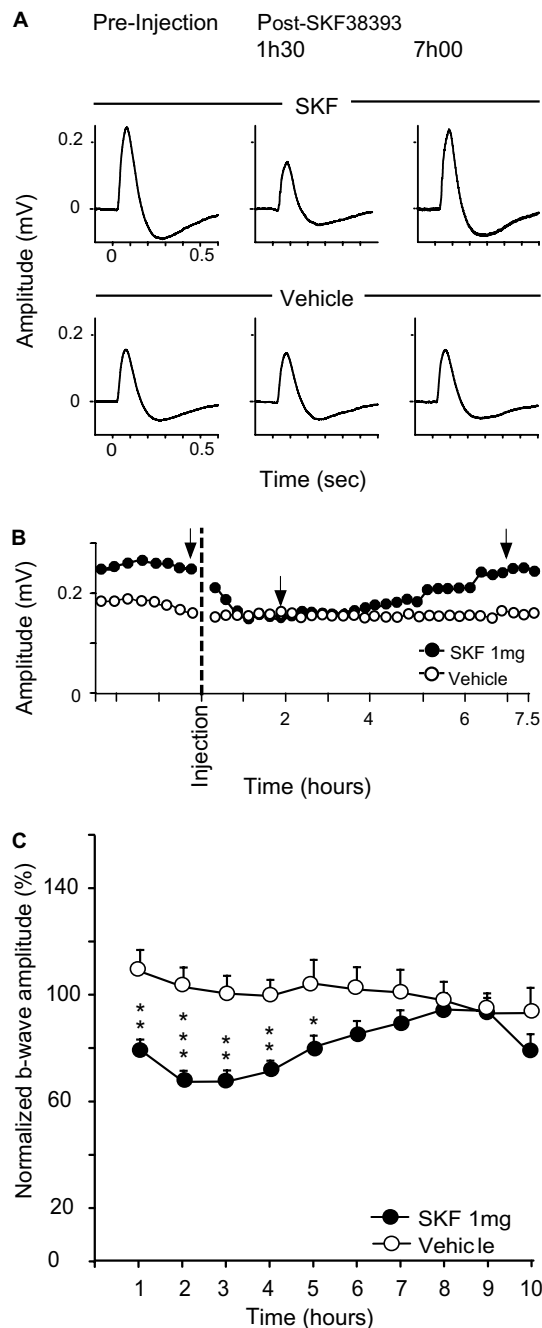 A
Pre-Injection Post-SKF38393
1h30 7h00
SKF
0.2
0
0 0.5
Amplitude (mV)
Vehicle
0.2
0
0 0.5
Time (sec)
B
0.2
0
Amplitude (mV)
SKF 1mg
Vehicle
Injection
2 4 6 7.5
Time (hours)
C
Normalized b-wave amplitude (%)
140
100
60
20
0
** *** ** ** *
SKF 1mg
Vehicle
1 2 3 4 5 6 7 8 9 10
Time (hours)